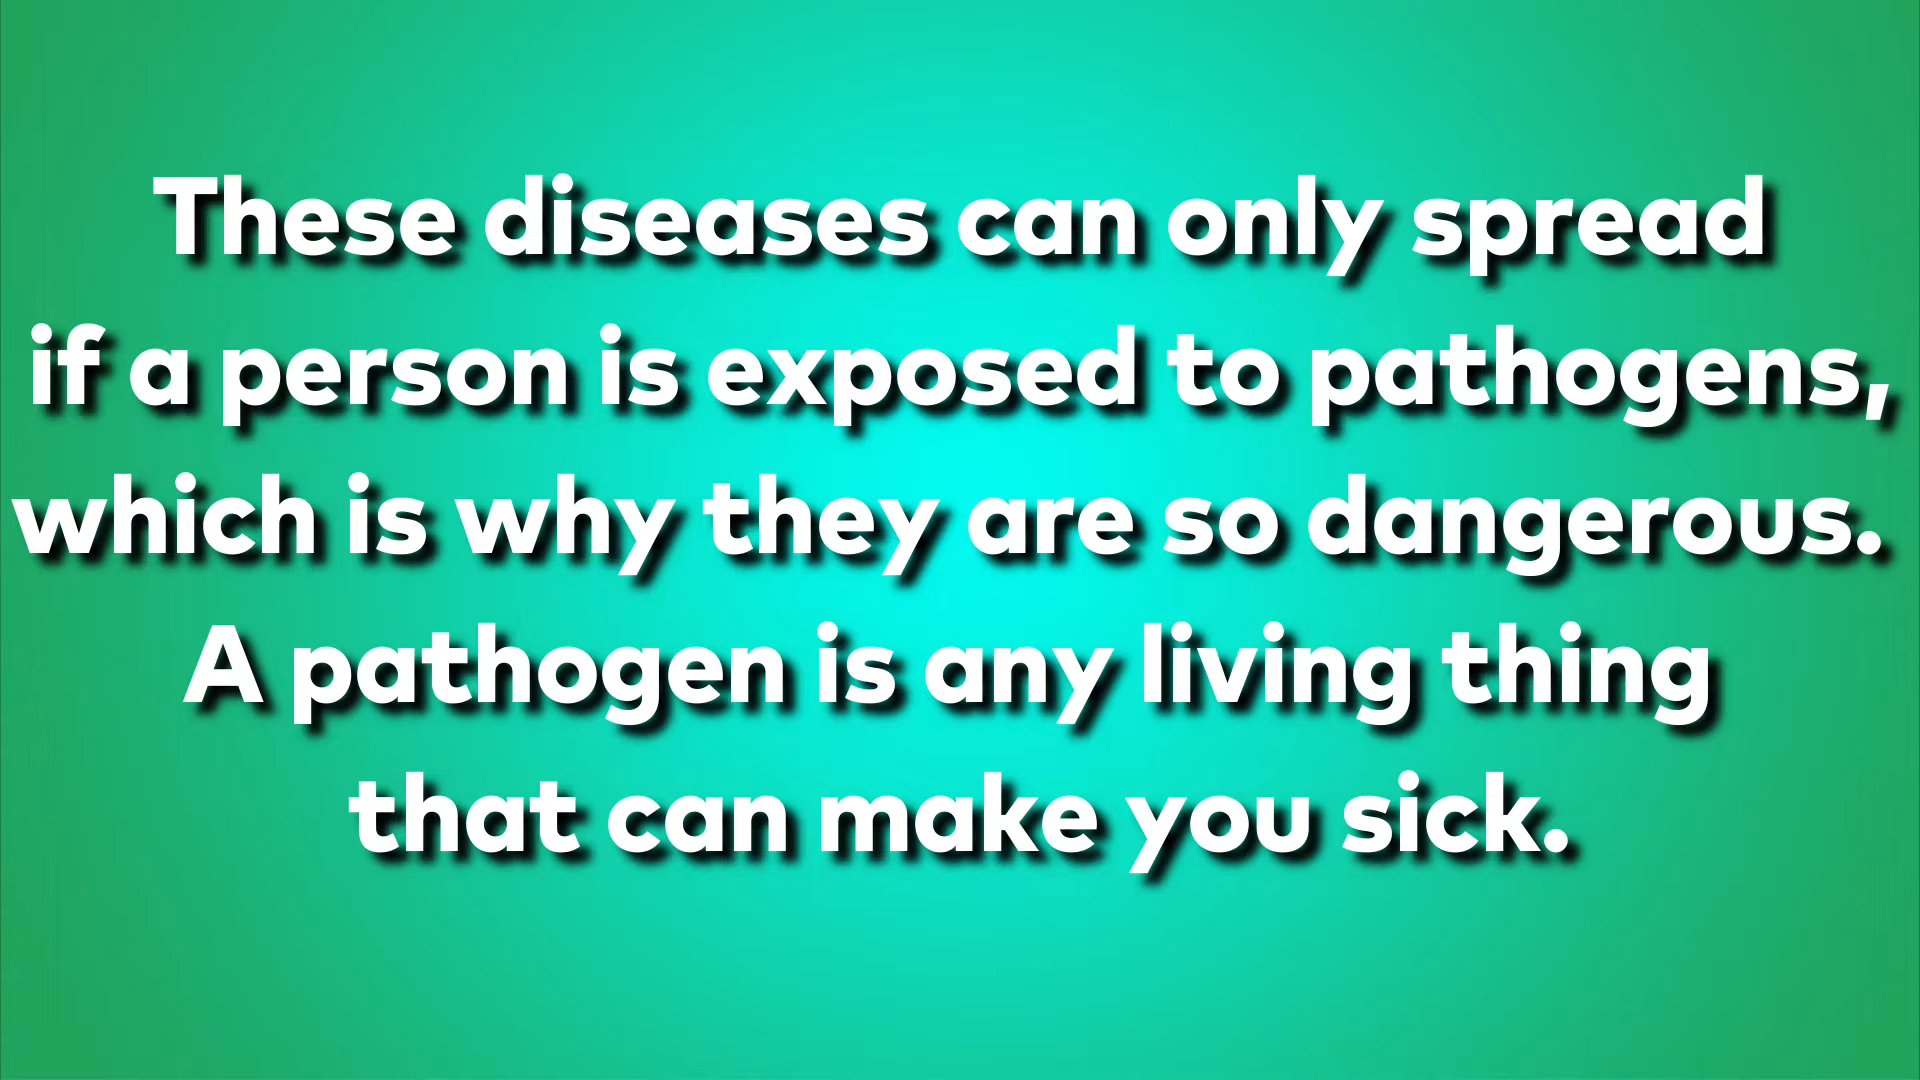 These diseases can only spread
if a person is exposed to pathogens,
which is why they are so dangerous.
A pathogen is any living thing
that can make you sick.